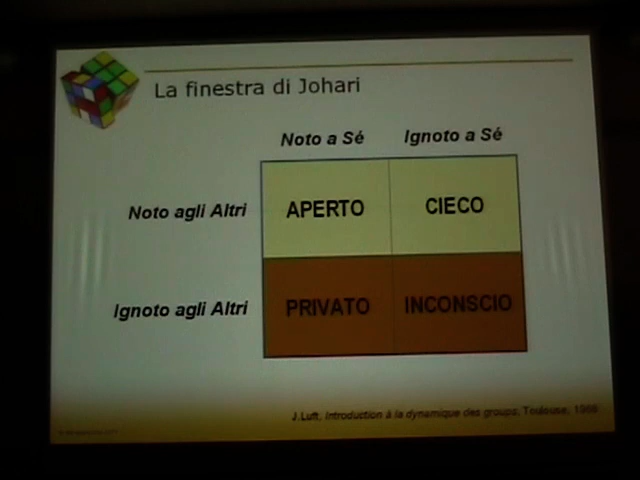 La finestra di Johari
Noto a Sé Ignoto a Sé
Noto agli Altri APERTO CIECO
Ignoto agli Altri PRIVATO INCONSCIO
J.Luft, Introduction à la dynamique des groups, Toulouse, 1968